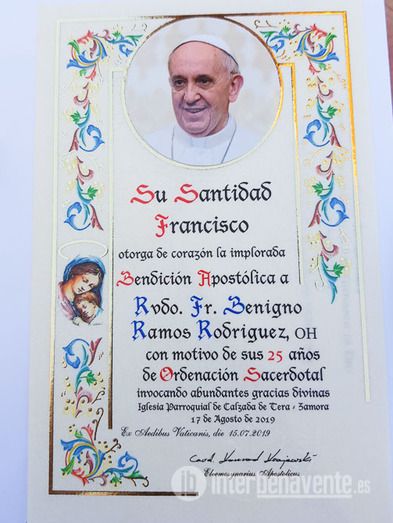 Su Santidad
Francisco
otorga de corazón la implorada
Bendición Apostólica a
Rvdo. Fr. Benigno
Ramos Rodriguez, OH
con motivo de sus 25 años
de Ordenación Sacerdotal
invocando abundantes gracias divinas
Iglesia Parroquial de Calzada de Tera - Zamora
17 de Agosto de 2019
Ex Aedibus Vaticanis, die 15.07.2019
Eleemosynarius Apostolicus
ib interbenavente.es